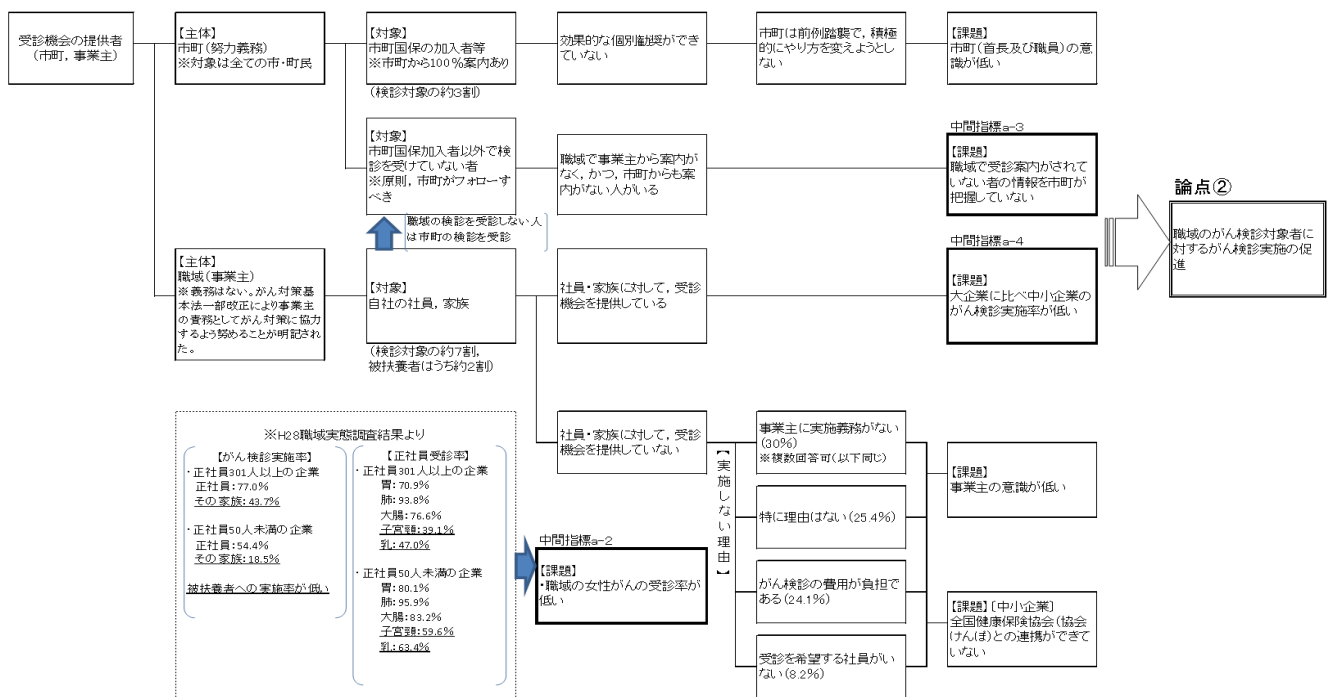 受診機会の提供者
(市町，事業主)
【主体】
市町(努力義務)
※対象は全ての市・町民
【対象】
市町国保の加入者等
※市町から100%案内あり
(検診対象の約3割)
効果的な個別勧奨ができ
ていない
市町は前例踏襲で，積極
的にやり方を変えようとし
ない
【課題】
市町(首長及び職員)の意
識が低い
【対象】
市町国保加入者以外で検
診を受けていない者
※原則，市町がフォローす
べき
職域で事業主から案内が
なく，かつ，市町からも案
内がない人がいる
中間指標a-3
【課題】
職域で受診案内がされて
いない者の情報を市町が
把握していない
職域の検診を受診しない人
は市町の検診を受診
論点②
職域のがん検診対象者に
対するがん検診実施の促
進
【主体】
職域(事業主)
※義務はない。がん対策基
本法一部改正により事業主
の責務としてがん対策に協力
するよう努めることが明記され
た。
【対象】
自社の社員，家族
(検診対象の約7割，
被扶養者はうち約2割)
社員・家族に対して，受診
機会を提供している
中間指標a-4
【課題】
大企業に比べ中小企業の
がん検診実施率が低い
社員・家族に対して，受診
機会を提供していない
【実施しない理由】
事業主に実施義務がない
(30%)
※複数回答可(以下同じ)
特に理由はない(25.4%)
がん検診の費用が負担で
ある(24.1%)
受診を希望する社員がい
ない(8.2%)
【課題】
事業主の意識が低い
【課題】[中小企業]
全国健康保険協会(協会
けんぽ)との連携ができて
いない
※H28職域実態調査結果より
【がん検診実施率】
・正社員301人以上の企業
正社員:77.0%
その家族:43.7%
・正社員50人未満の企業
正社員:54.4%
その家族:18.5%
被扶養者への実施率が低い
【正社員受診率】
・正社員301人以上の企業
胃:70.9%
肺:93.8%
大腸:76.6%
子宮頸:39.1%
乳:47.0%
・正社員50人未満の企業
胃:80.1%
肺:95.9%
大腸:83.2%
子宮頸:59.6%
乳:63.4%
中間指標a-2
【課題】
・職域の女性がんの受診率が
低い